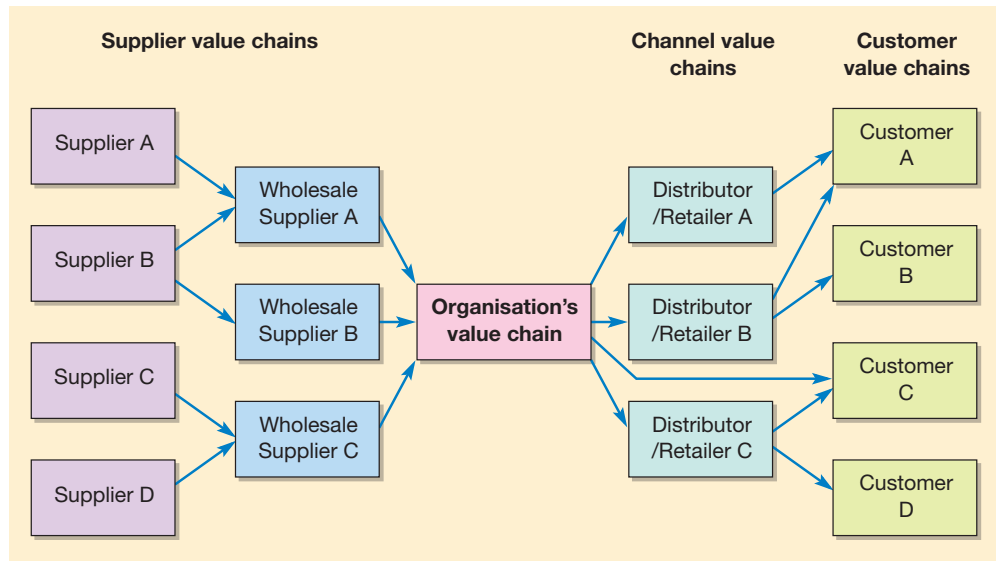 Supplier value chains
Channel value
chains
Customer
value chains
Supplier A
Supplier B
Supplier C
Supplier D
Wholesale
Supplier A
Wholesale
Supplier B
Wholesale
Supplier C
Organisation's
value chain
Distributor
/Retailer A
Distributor
/Retailer B
Distributor
/Retailer C
Customer
A
Customer
B
Customer
C
Customer
D